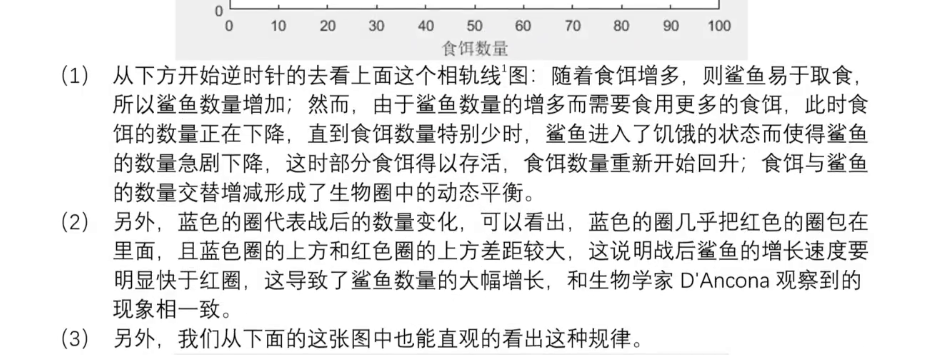 0
0 10 20 30 40 50 60 70 80 90 100
食饵数量
(1) 从下方开始逆时针的去看上面这个相轨线¹图：随着食饵增多，则鲨鱼易于取食，
所以鲨鱼数量增加；然而，由于鲨鱼数量的增多而需要食用更多的食饵，此时食
饵的数量正在下降，直到食饵数量特别少时，鲨鱼进入了饥饿的状态而使得鲨鱼
的数量急剧下降，这时部分食饵得以存活，食饵数量重新开始回升；食饵与鲨鱼
的数量交替增减形成了生物圈中的动态平衡。
(2) 另外，蓝色的圈代表战后的数量变化，可以看出，蓝色的圈几乎把红色的圈包在
里面，且蓝色圈的上方和红色圈的上方差距较大，这说明战后鲨鱼的增长速度要
明显快于红圈，这导致了鲨鱼数量的大幅增长，和生物学家 D'Ancona 观察到的
现象相一致。
(3) 另外，我们从下面的这张图中也能直观的看出这种规律。